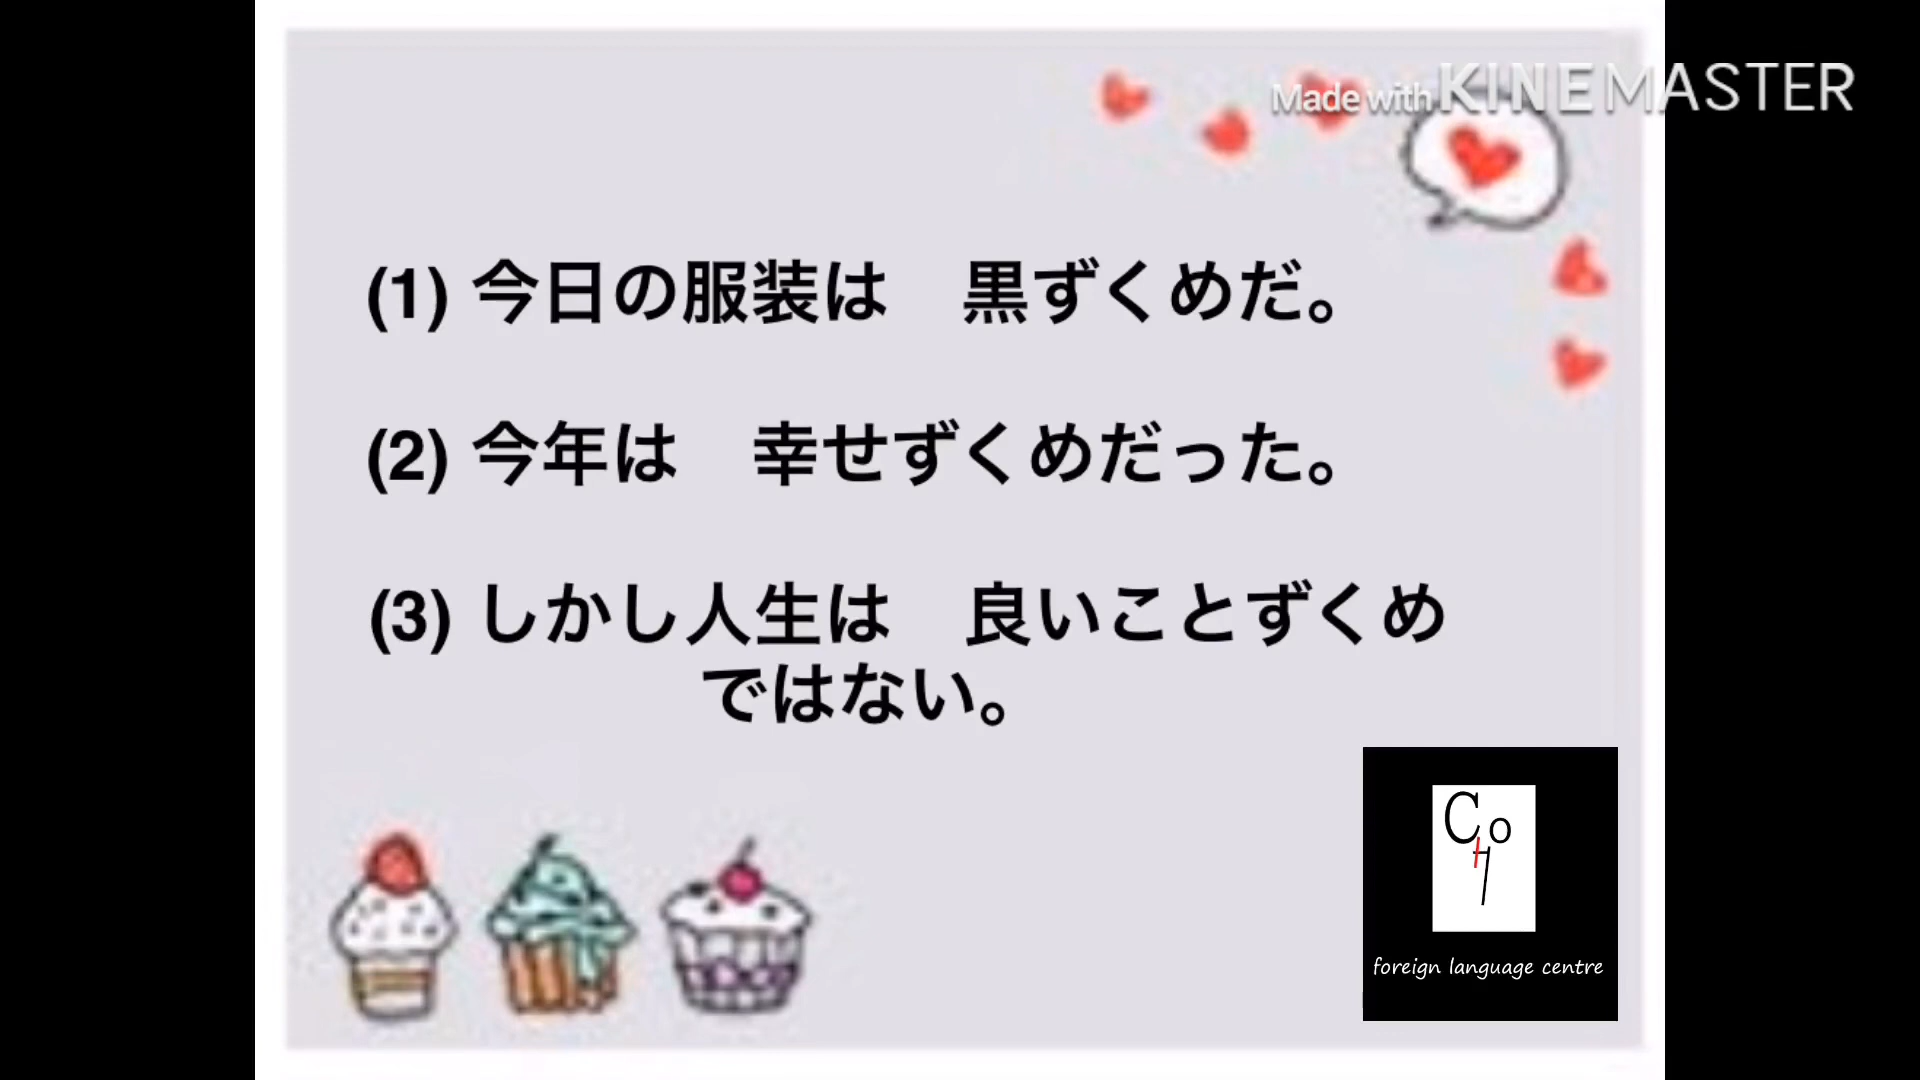 Made with KINEMASTER
(1) 今日の服装は　黒ずくめだ。
(2) 今年は　幸せずくめだった。
(3) しかし人生は　良いことずくめ
ではない。
foreign language centre